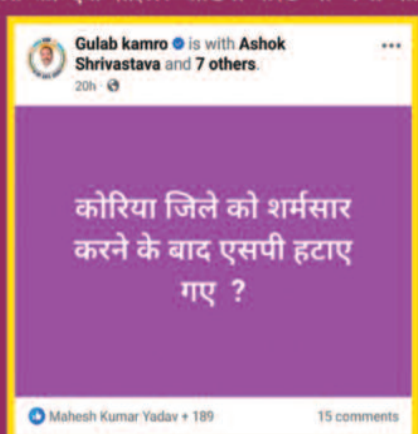 Gulab kamro is with Ashok
Shrivastava and 7 others.
20h
कोरिया जिले को शर्मसार
करने के बाद एसपी हटाए
गए ?
Mahesh Kumar Yadav + 189
15 comments